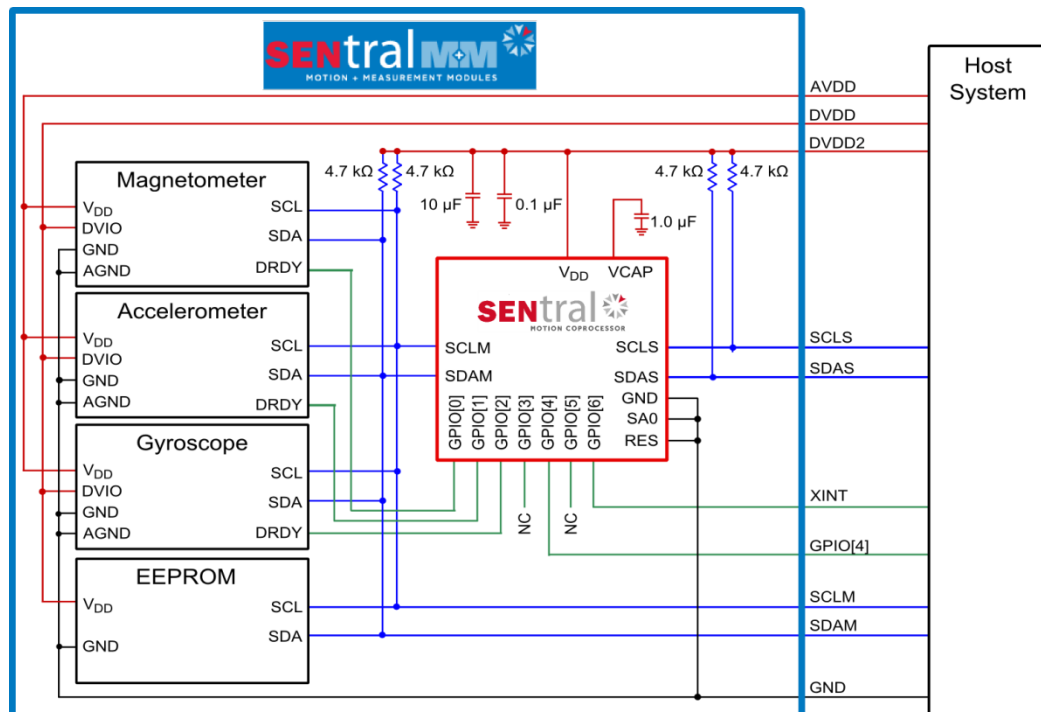 SENtral M+M
MOTION + MEASUREMENT MODULES
Host
System
AVDD
DVDD
DVDD2
4.7 kΩ
4.7 kΩ
4.7 kΩ
4.7 kΩ
10 µF
0.1 µF
1.0 µF
Magnetometer
VDD
DVIO
GND
AGND
SCL
SDA
DRDY
Accelerometer
VDD
DVIO
GND
AGND
SCL
SDA
DRDY
Gyroscope
VDD
DVIO
GND
AGND
SCL
SDA
DRDY
EEPROM
VDD
GND
SCL
SDA
VDD
VCAP
SENtral
MOTION COPROCESSOR
SCLM
SDAM
SCLS
SDAS
GND
SA0
RES
GPIO[0]
GPIO[1]
GPIO[2]
GPIO[3]
GPIO[4]
GPIO[5]
GPIO[6]
NC
NC
SCLS
SDAS
XINT
GPIO[4]
SCLM
SDAM
GND